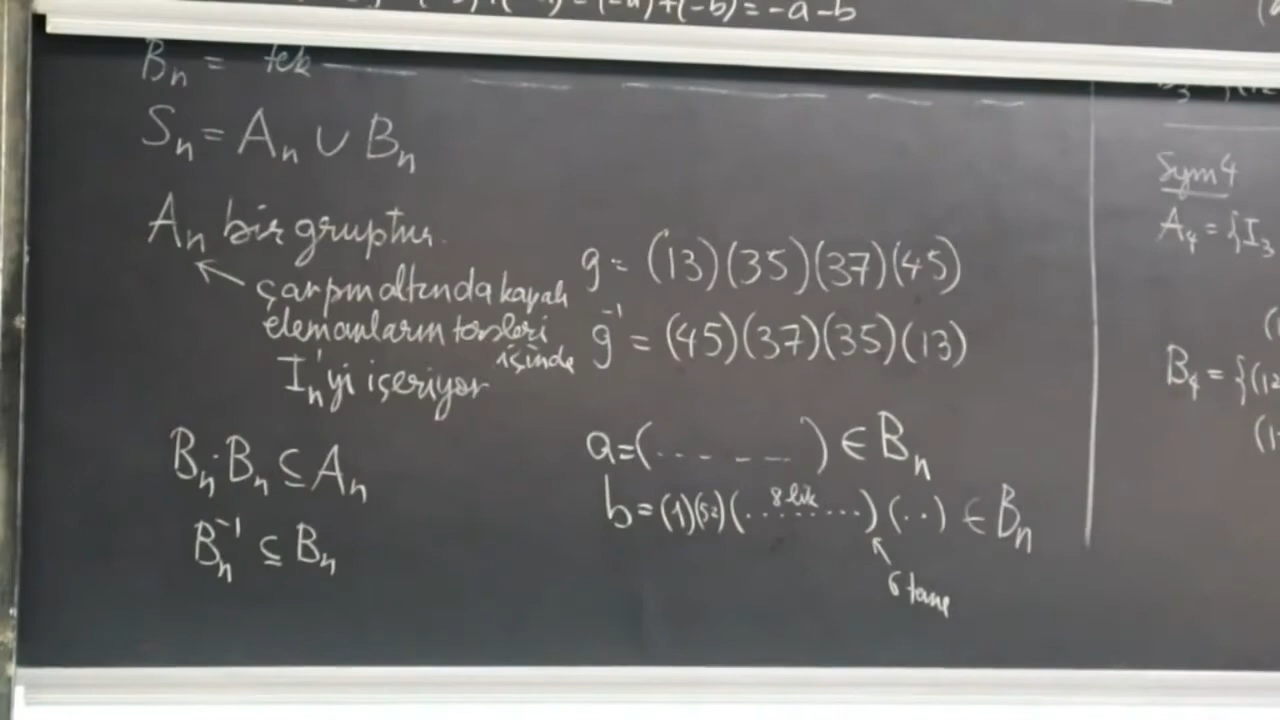 (-a)+(-b)=-a-b
Bn = tek
Sn = An ∪ Bn
An bir gruptur.
çarpım altında kapalı
elemanların tersleri
içinde
In'yi içeriyor
Bn·Bn ⊆ An
Bn⁻¹ ⊆ Bn
g = (13)(35)(37)(45)
g⁻¹ = (45)(37)(35)(13)
a=(.......) ∈ Bn
b=(1)(52)(..........)(..) ∈ Bn
8 lik
6 tane
Sym4
A4 = {I3
B4 = {(12